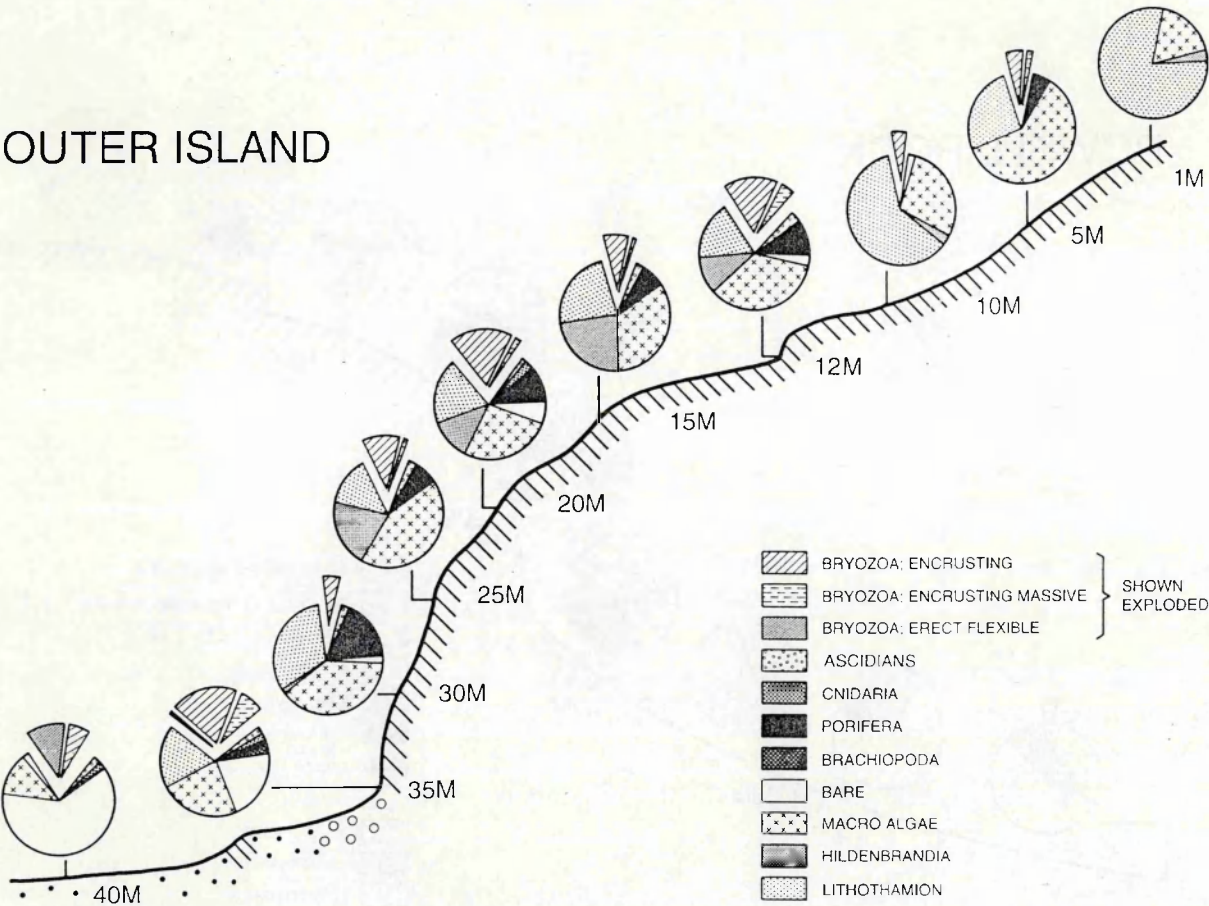 OUTER ISLAND
1M
5M
10M
12M
15M
20M
25M
30M
35M
40M
BRYOZOA: ENCRUSTING
BRYOZOA: ENCRUSTING MASSIVE
BRYOZOA: ERECT FLEXIBLE
SHOWN
EXPLODED
ASCIDIANS
CNIDARIA
PORIFERA
BRACHIOPODA
BARE
MACRO ALGAE
HILDENBRANDIA
LITHOTHAMION